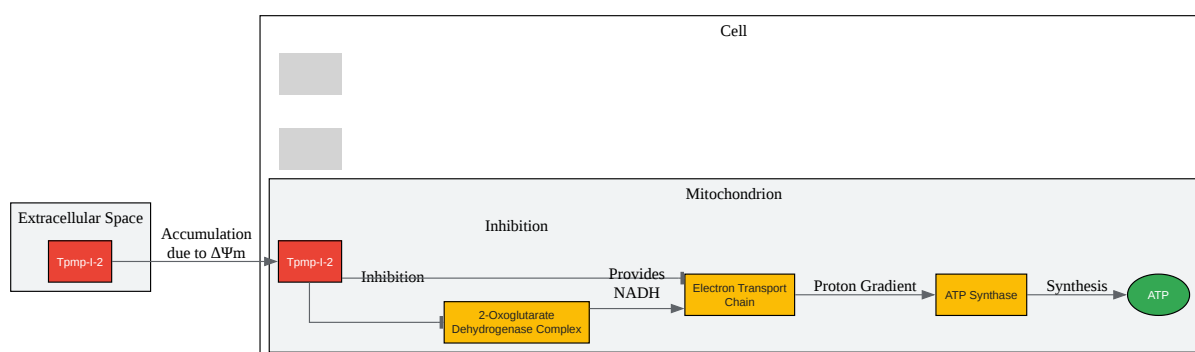 Cell
Mitochondrion
Extracellular Space
Tpmp-I-2
Accumulation
due to ΔΨm
Tpmp-I-2
Inhibition
Inhibition
Provides
NADH
2-Oxoglutarate
Dehydrogenase Complex
Electron Transport
Chain
Proton Gradient
ATP Synthase
Synthesis
ATP